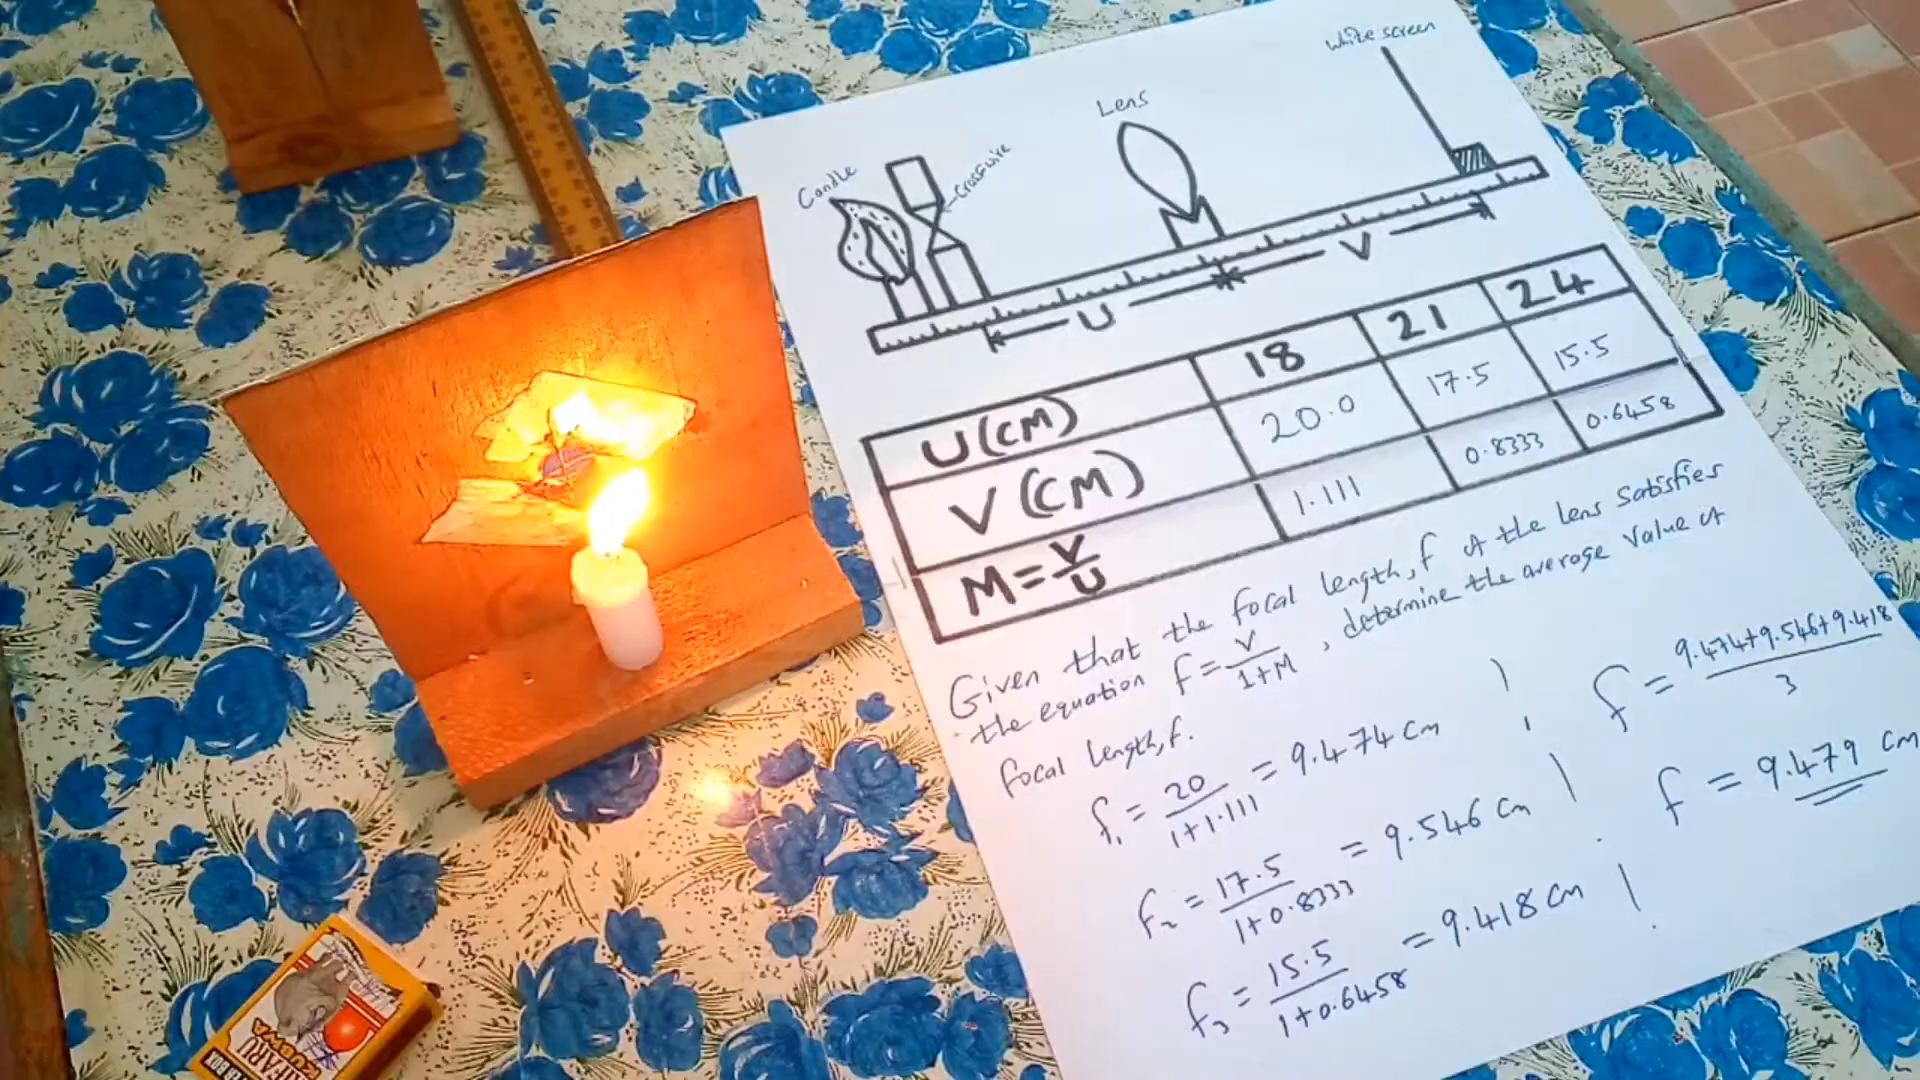 White screen
Lens
Candle
Crosswire
U
V
U(CM) 18 21 24
V(CM) 20.0 17.5 15.5
M=V/U 1.111 0.8333 0.6458
Given that the focal length, f of the lens satisfies
the equation f=V/1+M, determine the average value of
focal length, f.
f₁ = 20/1+1.111 = 9.474 cm
f₂ = 17.5/1+0.8333 = 9.546 cm
f₃ = 15.5/1+0.6458 = 9.418 cm
f = 9.474+9.546+9.418/3
f = 9.479 cm
KIFARU
KUBWA